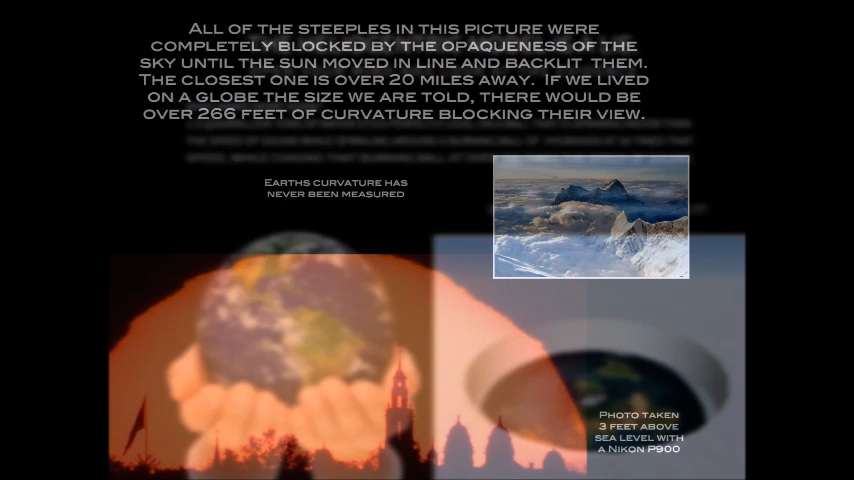 All of the steeples in this picture were
completely blocked by the opaqueness of the
sky until the sun moved in line and backlit them.
The closest one is over 20 miles away. If we lived
on a globe the size we are told, there would be
over 266 feet of curvature blocking their view.
Earths curvature has
never been measured
Photo taken
3 feet above
sea level with
a Nikon P900